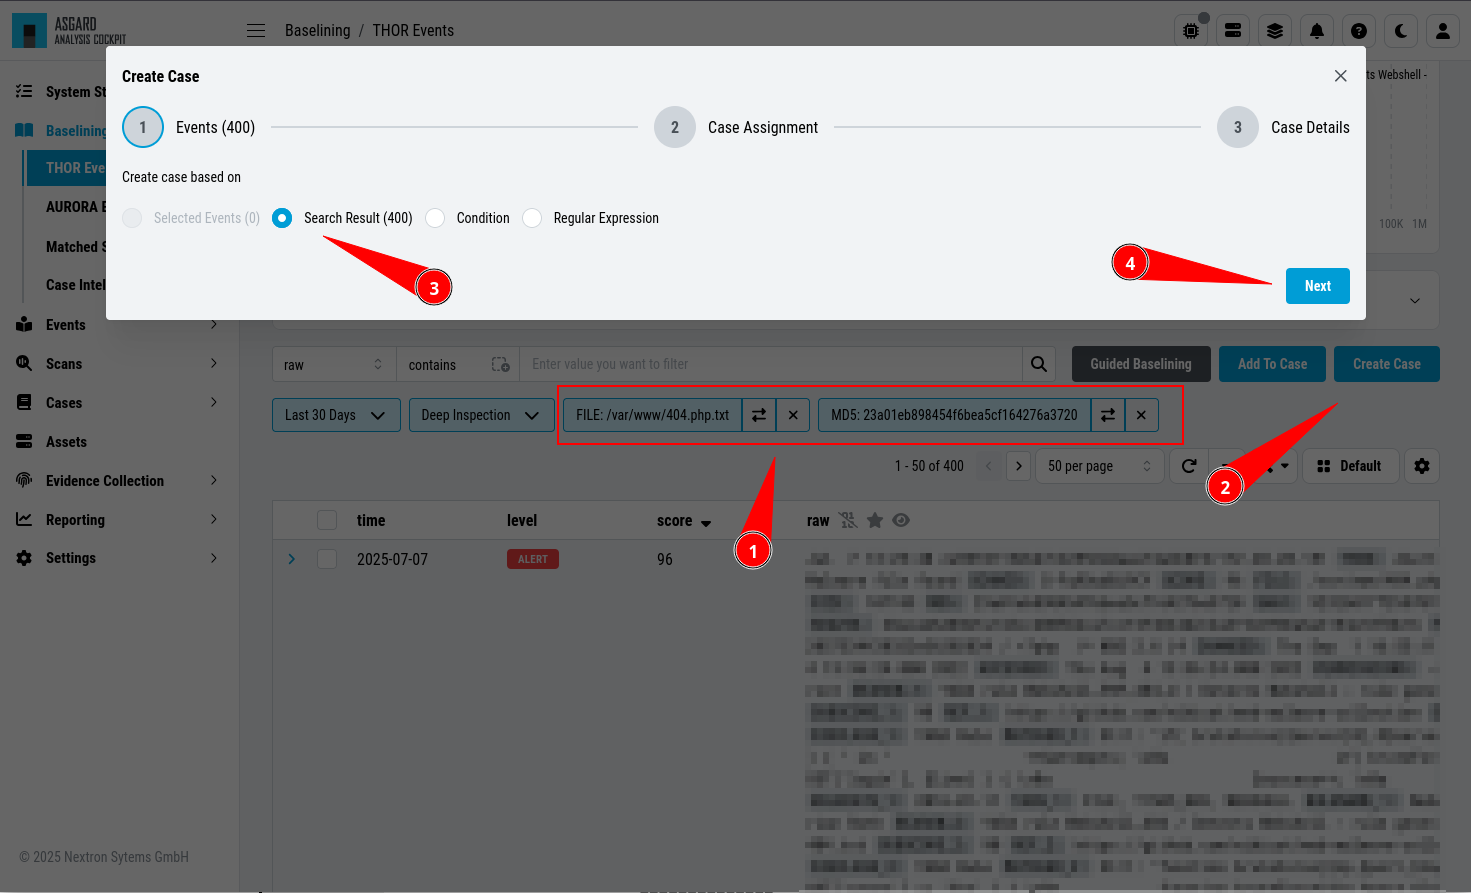 ASGARD
ANALYSIS COCKPIT
Baselining / THOR Events
Create Case
1 Events (400)
2 Case Assignment
3 Case Details
Create case based on
Selected Events (0)
Search Result (400)
Condition
Regular Expression
3
4
Next
ts Webshell -
100K 1M
System St
Baselining
THOR Eve
AURORA E
Matched S
Case Intel
Events
Scans
Cases
Assets
Evidence Collection
Reporting
Settings
raw
contains
Enter value you want to filter
Guided Baselining
Add To Case
Create Case
Last 30 Days
Deep Inspection
FILE: /var/www/404.php.txt
MD5: 23a01eb898454f6bea5cf164276a3720
1 - 50 of 400
50 per page
Default
2
time level score raw
1
2025-07-07 ALERT 96
© 2025 Nextron Sytems GmbH